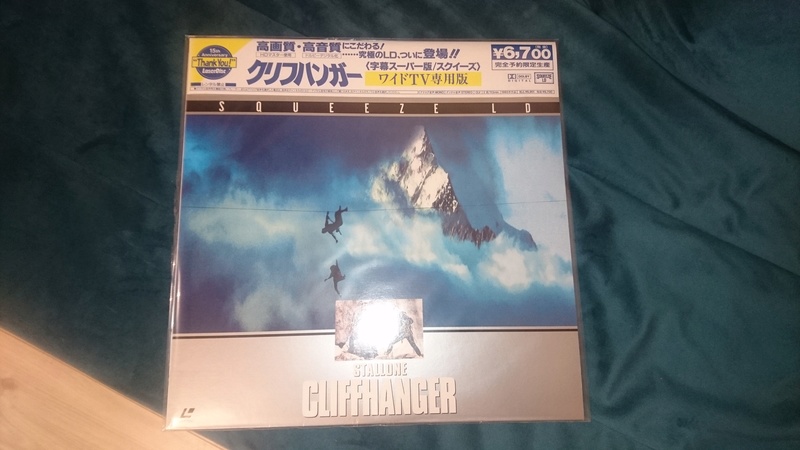 15th
Anniversary
"Thank You!"
LaserDisc
高画質・高音質にこだわる!
……究極のLD、ついに登場!!
クリフハンガー
〈字幕スーパー版/スクイーズ〉
ワイドTV専用版
¥6,700
完全予約限定生産
DIGITAL
SQUEEZE LD
STALLONE
CLIFFHANGER